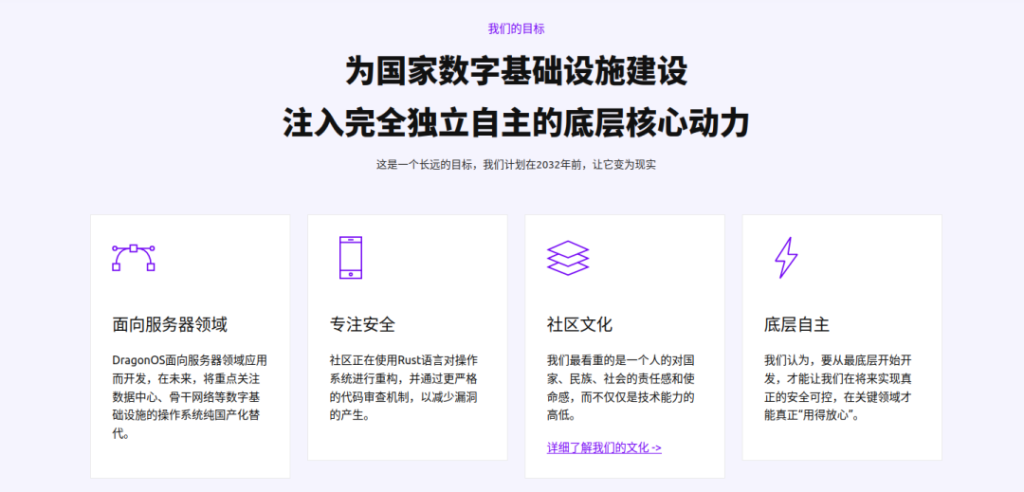 我们的目标
为国家数字基础设施建设
注入完全独立自主的底层核心动力
这是一个长远的目标，我们计划在2032年前，让它变为现实
面向服务器领域
DragonOS面向服务器领域应用
而开发，在未来，将重点关注
数据中心、骨干网络等数字基
础设施的操作系统纯国产化替
代。
专注安全
社区正在使用Rust语言对操作
系统进行重构，并通过更严格
的代码审查机制，以减少漏洞
的产生。
社区文化
我们最看重的是一个人的对国
家、民族、社会的责任感和使
命感，而不仅仅是技术能力的
高低。
详细了解我们的文化 ->
底层自主
我们认为，要从最底层开始开
发，才能让我们在将来实现真
正的安全可控，在关键领域才
能真正“用得放心”。